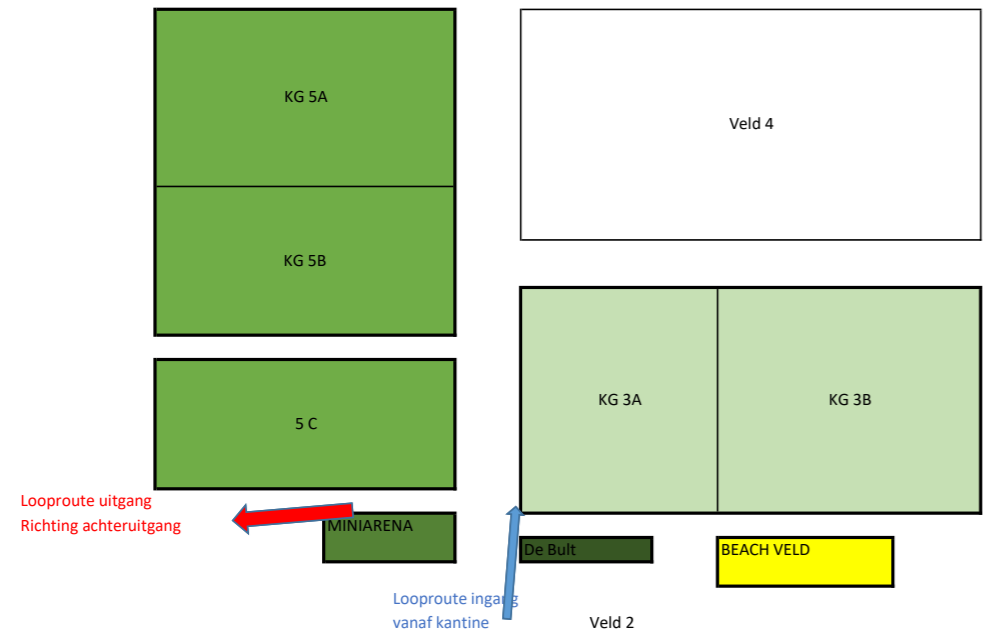 KG 5A
Veld 4
KG 5B
KG 3A
KG 3B
5 C
Looproute uitgang
Richting achteruitgang
MINIARENA
De Bult
BEACH VELD
Looproute ingang
vanaf kantine
Veld 2